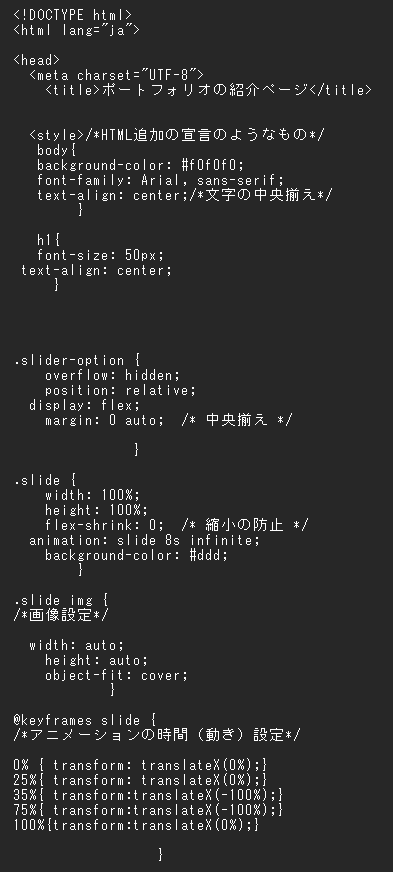 <!DOCTYPE html>
<html lang="ja">
<head>
<meta charset="UTF-8">
<title>ポートフォリオの紹介ページ</title>
<style>/*HTML追加の宣言のようなもの*/
body{
background-color: #f0f0f0;
font-family: Arial, sans-serif;
text-align: center;/*文字の中央揃え*/
}
h1{
font-size: 50px;
text-align: center;
}
.slider-option {
overflow: hidden;
position: relative;
display: flex;
margin: 0 auto;  /* 中央揃え */
}
.slide {
width: 100%;
height: 100%;
flex-shrink: 0;  /* 縮小の防止 */
animation: slide 8s infinite;
background-color: #ddd;
}
.slide img {
/*画像設定*/
width: auto;
height: auto;
object-fit: cover;
}
@keyframes slide {
/*アニメーションの時間（動き）設定*/
0% { transform: translateX(0%);}
25%{ transform: translateX(0%);}
35%{ transform:translateX(-100%);}
75%{ transform:translateX(-100%);}
100%{transform:translateX(0%);}
}